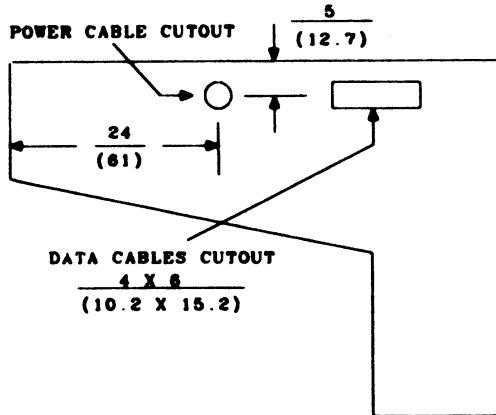 POWER CABLE CUTOUT
5
(12.7)
24
(61)
DATA CABLES CUTOUT
4 X 6
(10.2 X 15.2)